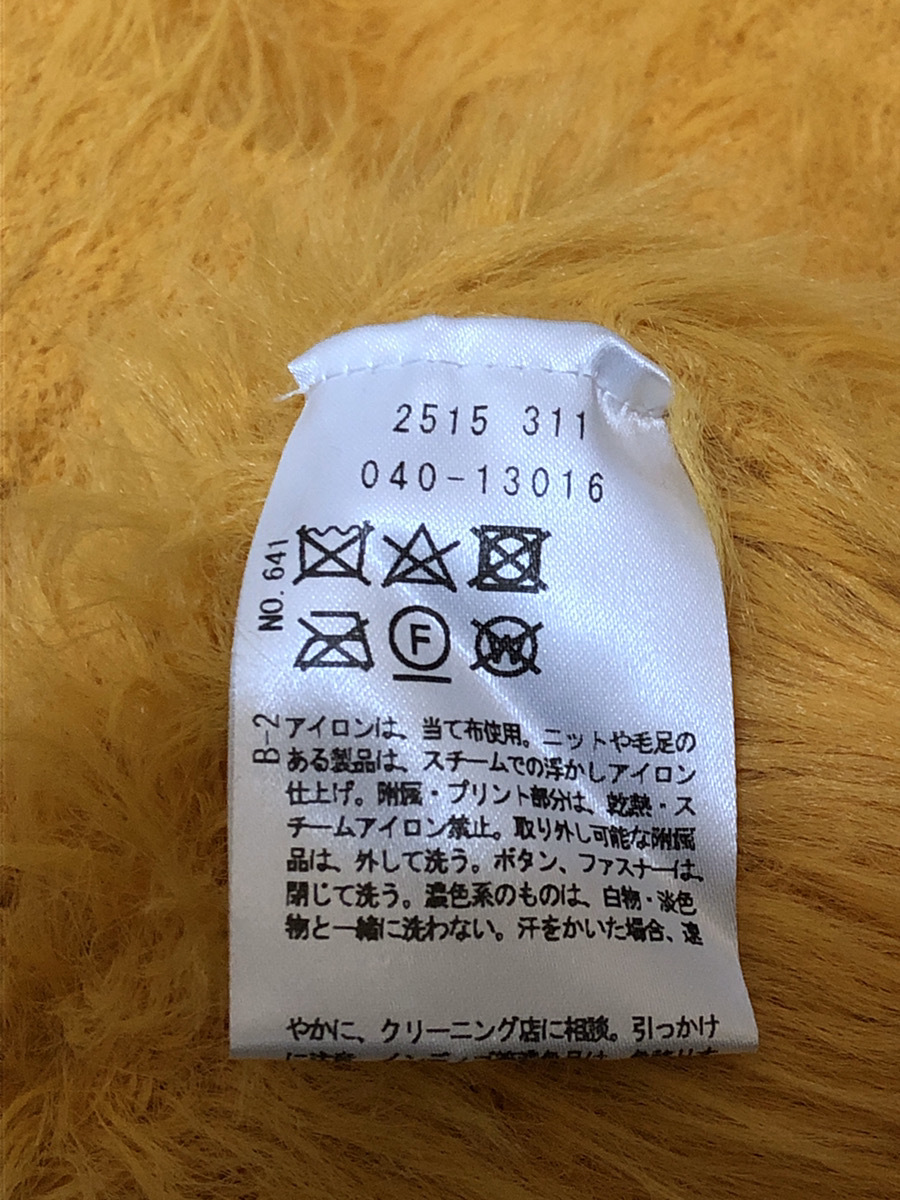 2515 311
040-13016
NO. 641
F
W
B-2
アイロンは、当て布使用。ニットや毛足の
ある製品は、スチームでの浮かしアイロン
仕上げ。附属・プリント部分は、乾熱・ス
チームアイロン禁止。取り外し可能な附属
品は、外して洗う。ボタン、ファスナーは、
閉じて洗う。濃色系のものは、白物・淡色
物と一緒に洗わない。汗をかいた場合、速
やかに、クリーニング店に相談。引っかけ
に注意。インディ